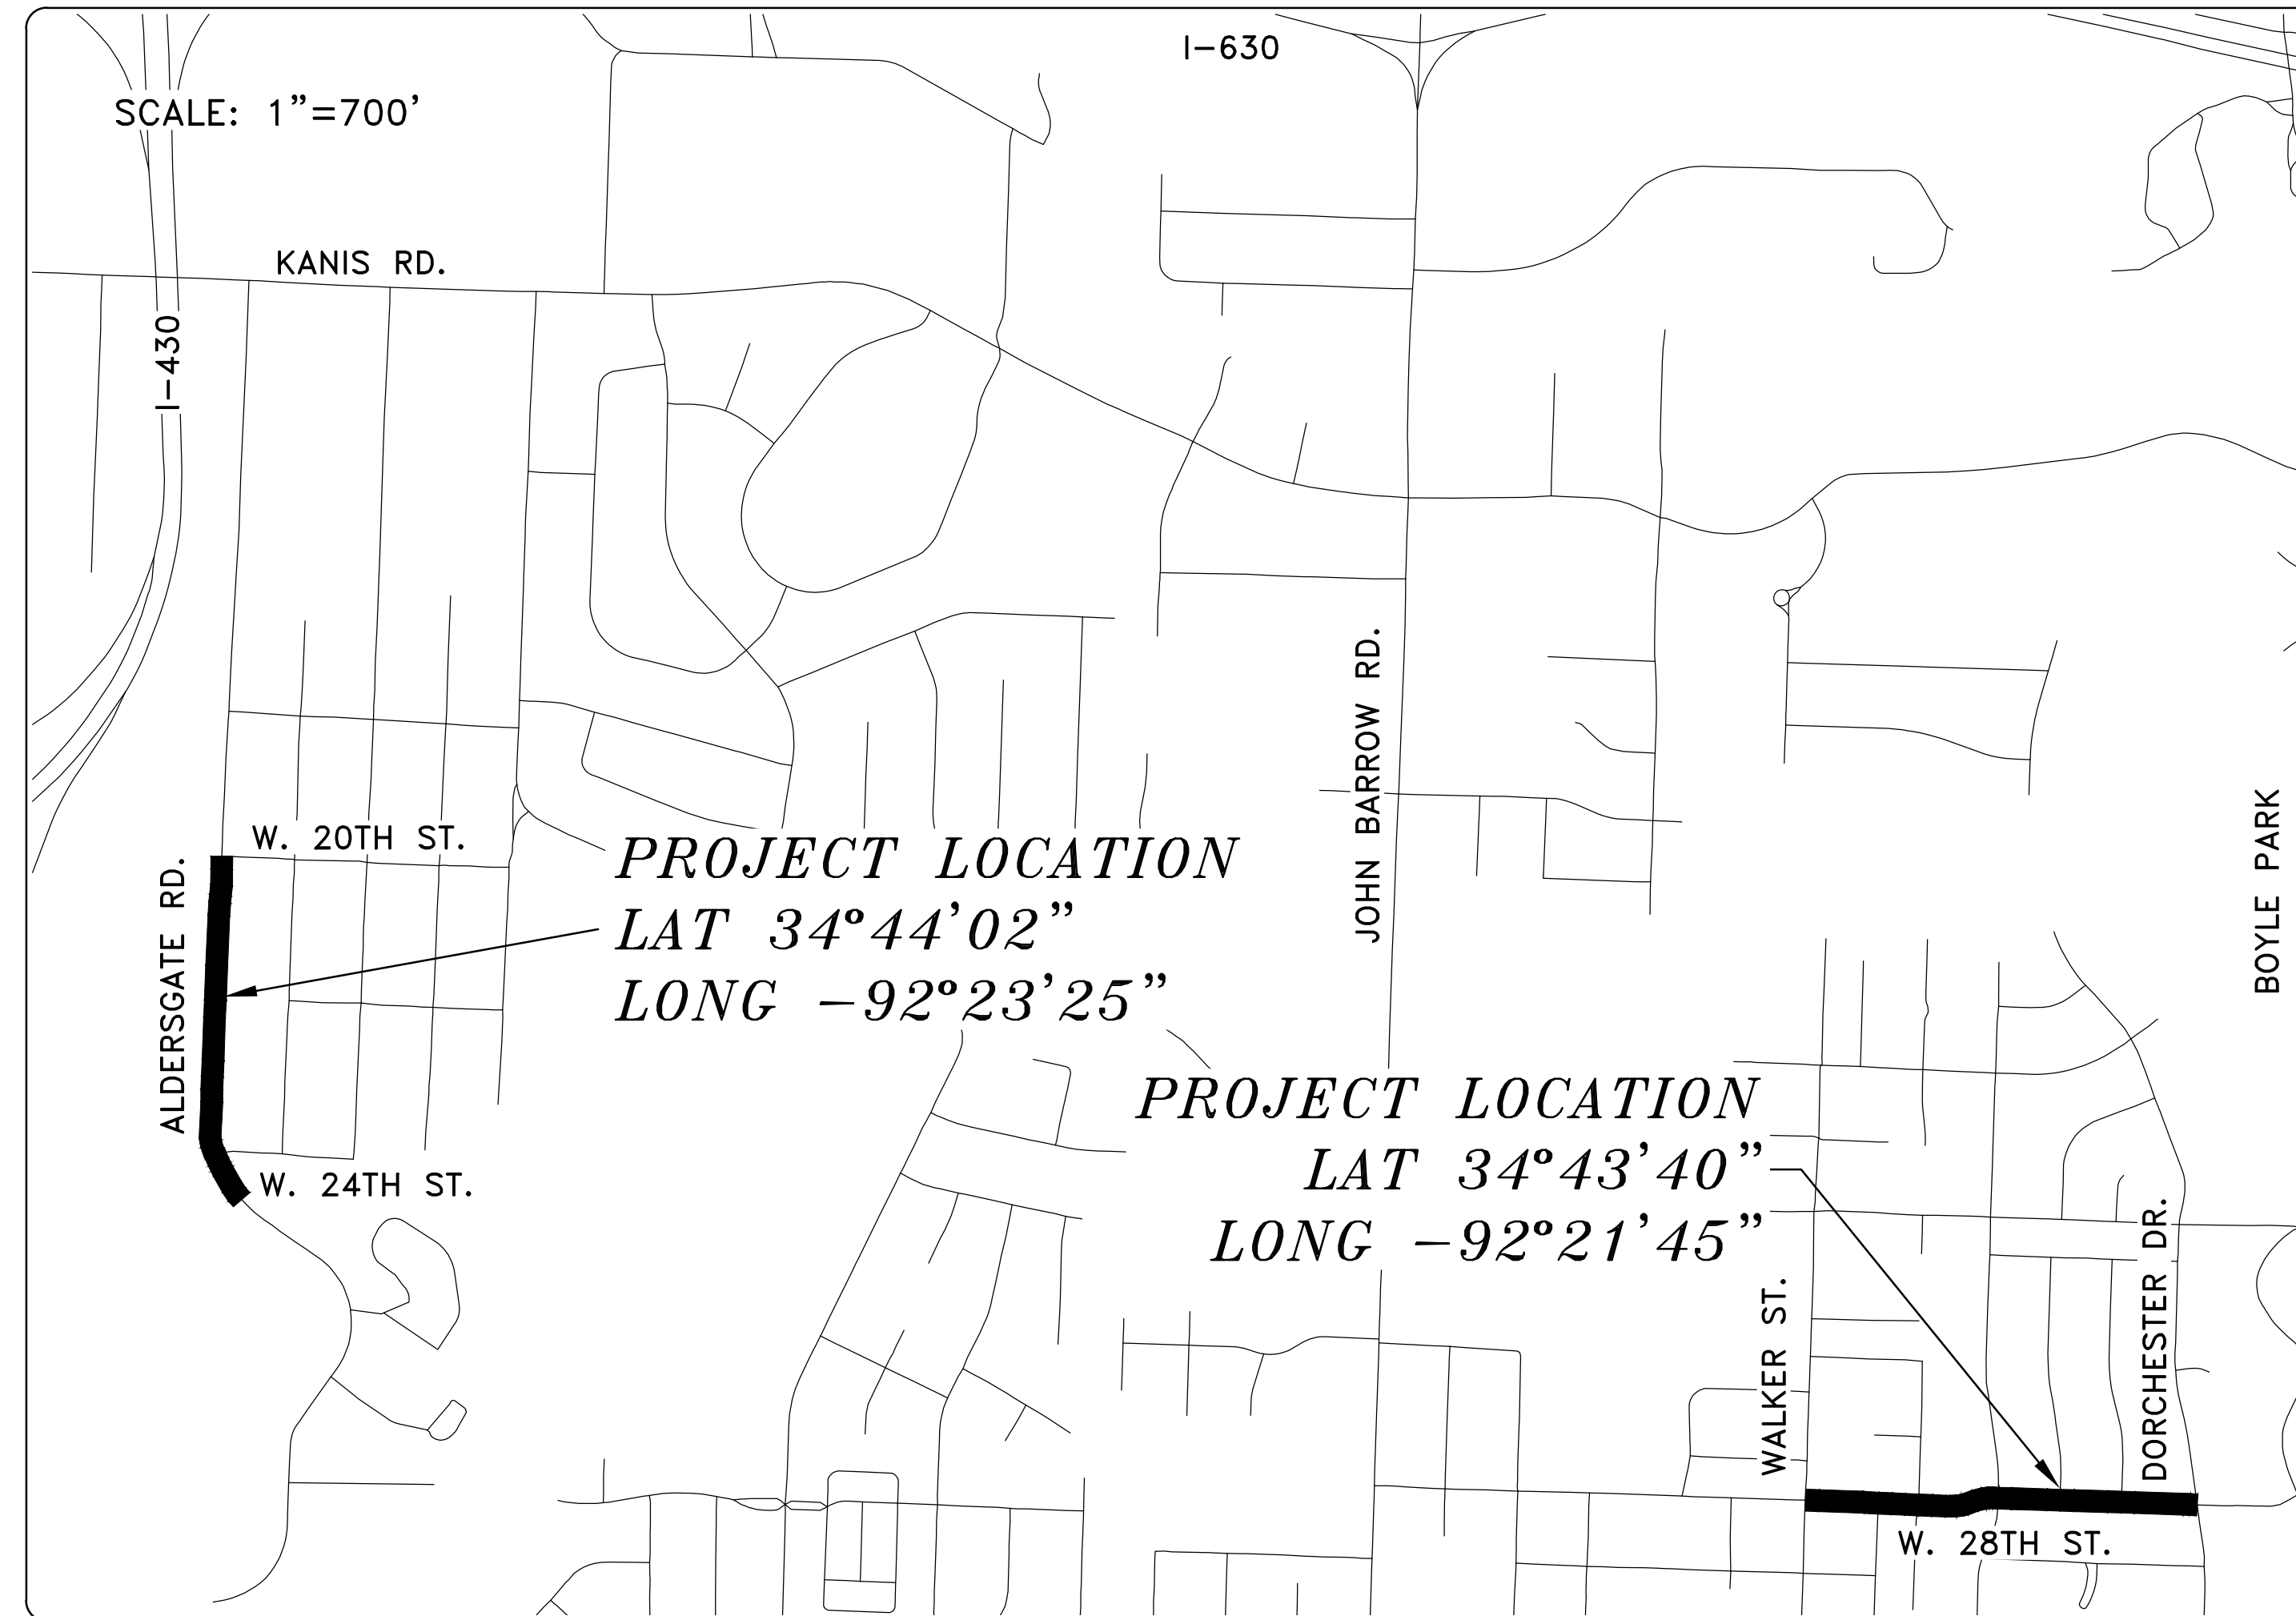 I-630
SCALE: 1"=700'
KANIS RD.
I-430
JOHN BARROW RD.
BOYLE PARK
W. 20TH ST.
ALDERSGATE RD.
PROJECT LOCATION
LAT 34°44'02"
LONG -92°23'25"
W. 24TH ST.
PROJECT LOCATION
LAT 34°43'40"
LONG -92°21'45"
WALKER ST.
DORCHESTER DR.
W. 28TH ST.